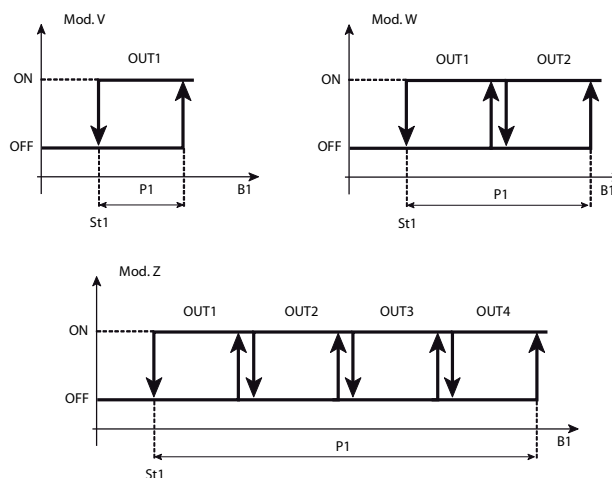 Mod. V
OUT1
ON
OFF
P1
B1
St1
Mod. W
OUT1
OUT2
ON
OFF
P1
B1
St1
Mod. Z
OUT1
OUT2
OUT3
OUT4
ON
OFF
B1
P1
St1